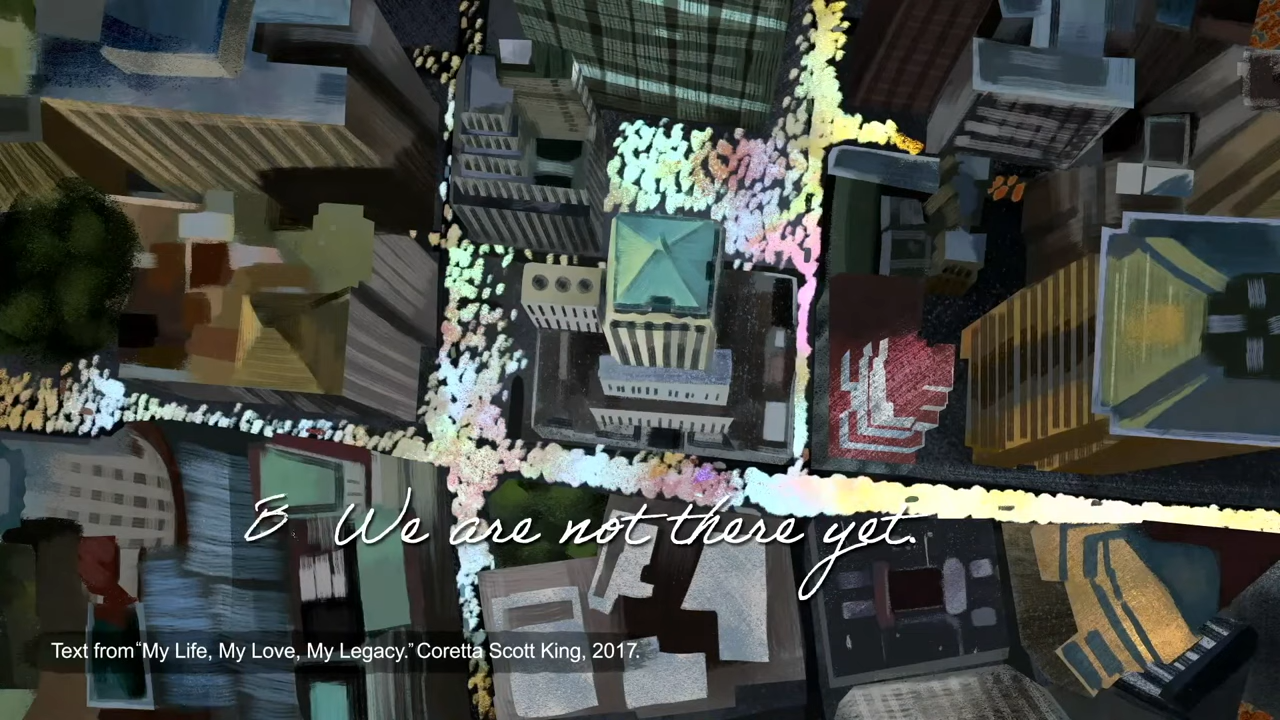 B We are not there yet.
Text from “My Life, My Love, My Legacy.” Coretta Scott King, 2017.